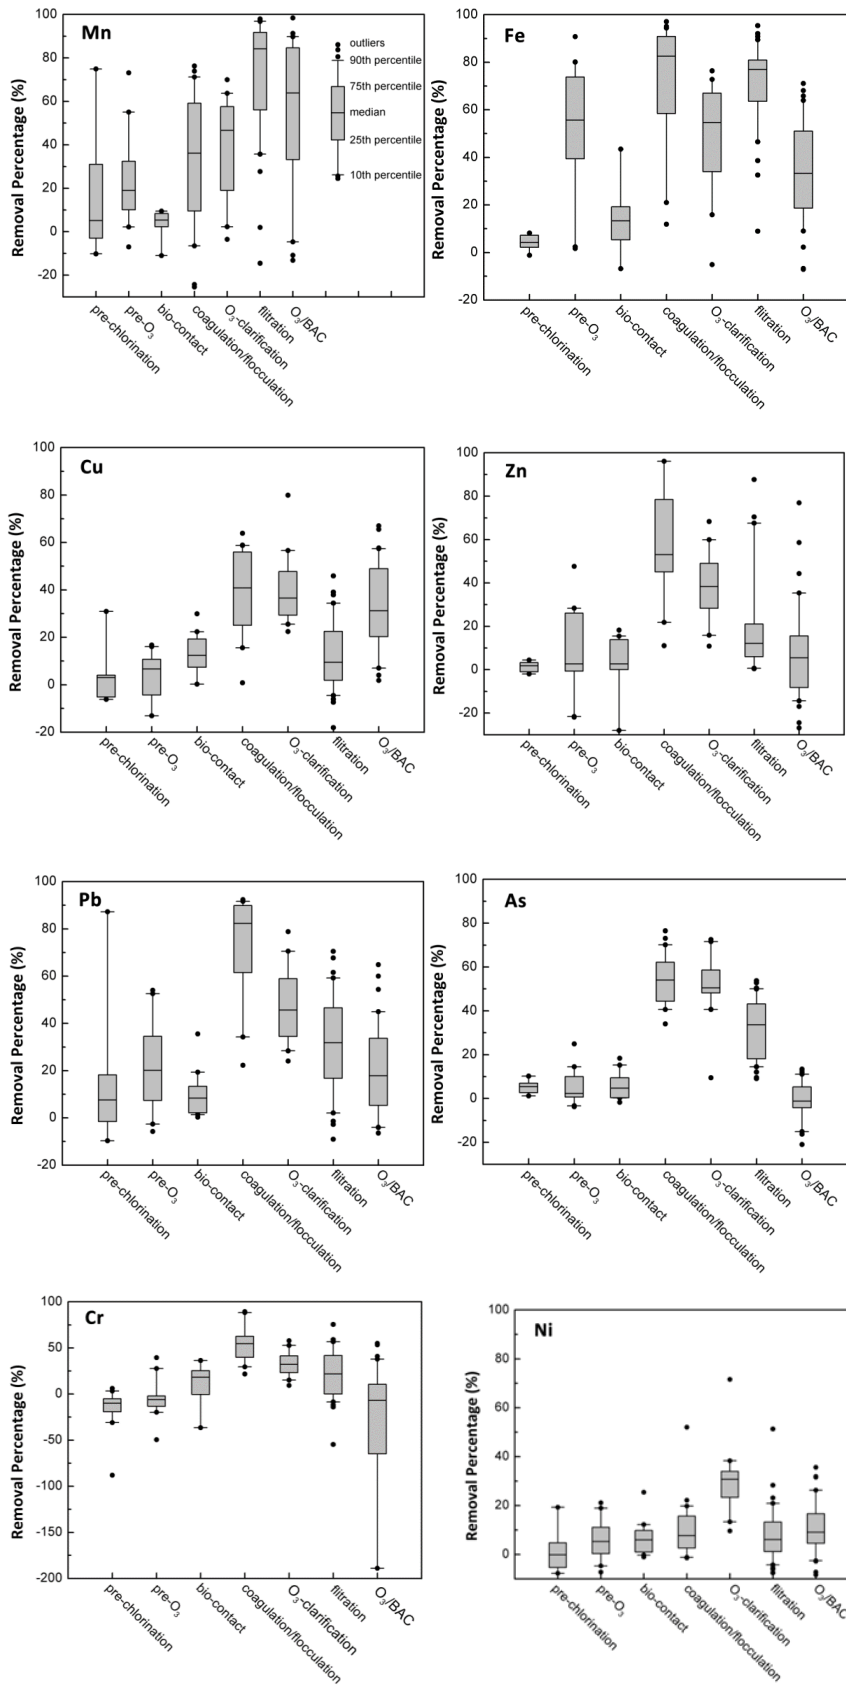 Mn
Removal Percentage (%)
100
80
60
40
20
0
-20
outliers
90th percentile
75th percentile
median
25th percentile
10th percentile
pre-chlorination
pre-O3
bio-contact
coagulation/flocculation
O3-clarification
flitration
O3/BAC
Fe
Removal Percentage (%)
100
80
60
40
20
0
-20
pre-chlorination
pre-O3
bio-contact
coagulation/flocculation
O3-clarification
flitration
O3/BAC
Cu
Removal Percentage (%)
100
80
60
40
20
0
-20
pre-chlorination
pre-O3
bio-contact
coagulation/flocculation
O3-clarification
flitration
O3/BAC
Zn
Removal Percentage (%)
100
80
60
40
20
0
-20
pre-chlorination
pre-O3
bio-contact
coagulation/flocculation
O3-clarification
flitration
O3/BAC
Pb
Removal Percentage (%)
100
80
60
40
20
0
-20
pre-chlorination
pre-O3
bio-contact
coagulation/flocculation
O3-clarification
flitration
O3/BAC
As
Removal Percentage (%)
100
80
60
40
20
0
-20
pre-chlorination
pre-O3
bio-contact
coagulation/flocculation
O3-clarification
flitration
O3/BAC
Cr
Removal Percentage (%)
100
50
0
-50
-100
-150
-200
pre-chlorination
pre-O3
bio-contact
coagulation/flocculation
O3-clarification
flitration
O3/BAC
Ni
Removal Percentage (%)
100
80
60
40
20
0
pre-chlorination
pre-O3
bio-contact
coagulation/flocculation
O3-clarification
flitration
O3/BAC